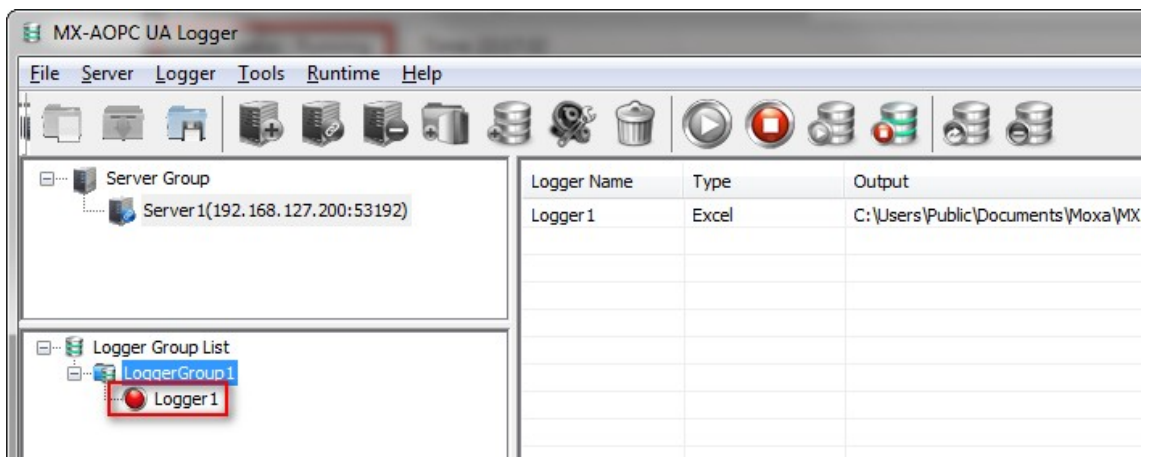 MX-AOPC UA Logger
File Server Logger Tools Runtime Help
Server Group
Server1(192.168.127.200:53192)
Logger Name Type Output
Logger1 Excel C:\Users\Public\Documents\Moxa\MX
Logger Group List
LoggerGroup1
Logger1